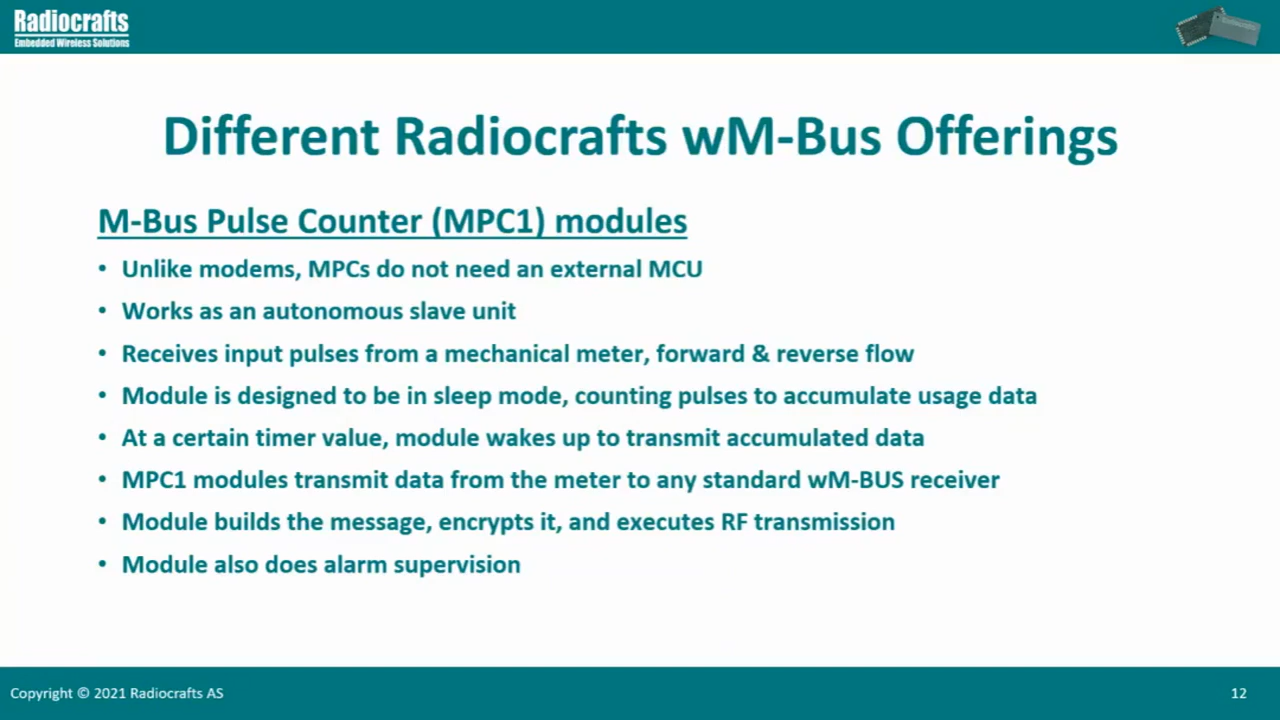 Radiocrafts
Embedded Wireless Solutions
Different Radiocrafts wM-Bus Offerings
M-Bus Pulse Counter (MPC1) modules
• Unlike modems, MPCs do not need an external MCU
• Works as an autonomous slave unit
• Receives input pulses from a mechanical meter, forward & reverse flow
• Module is designed to be in sleep mode, counting pulses to accumulate usage data
• At a certain timer value, module wakes up to transmit accumulated data
• MPC1 modules transmit data from the meter to any standard wM-BUS receiver
• Module builds the message, encrypts it, and executes RF transmission
• Module also does alarm supervision
Copyright © 2021 Radiocrafts AS
12